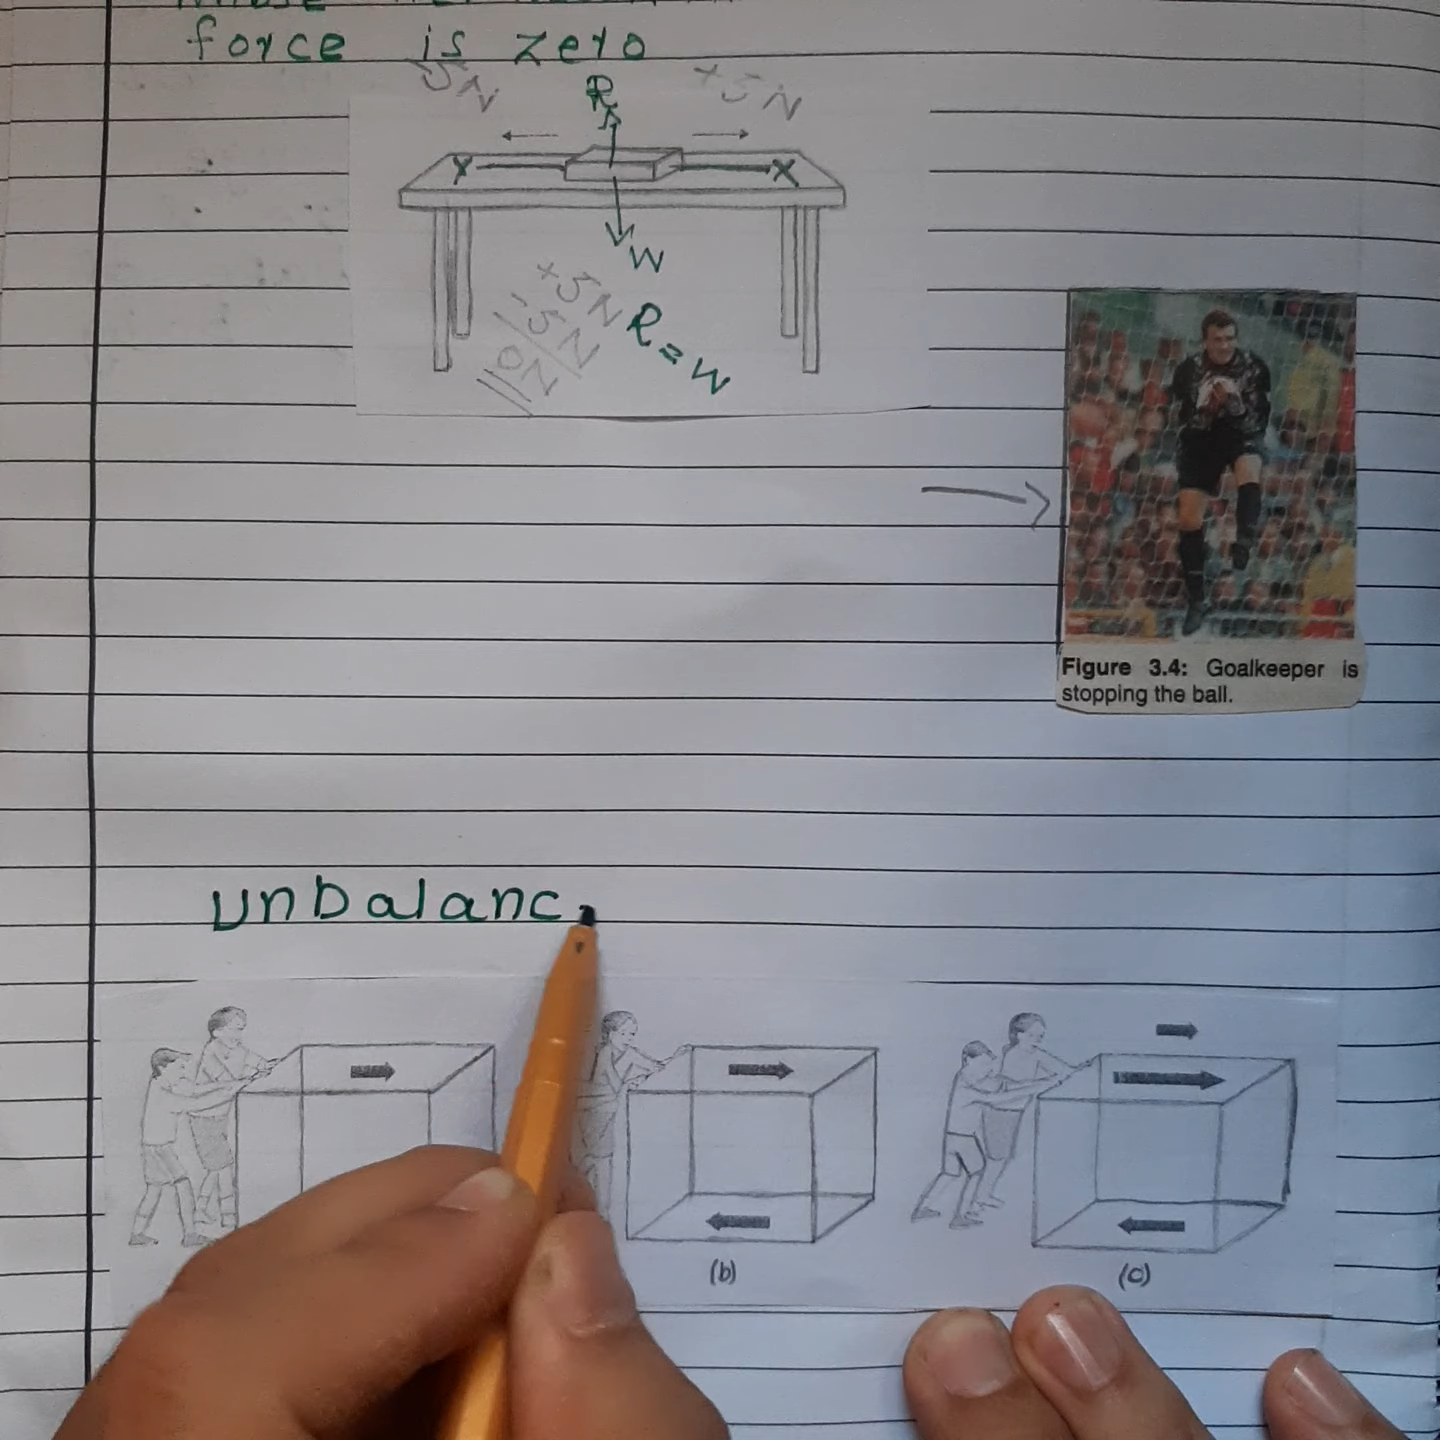 force is zero
5N
R
+5N
X
X
W
+5N
-5N
0N
R = W
Figure 3.4: Goalkeeper is
stopping the ball.
Unbalanc
(b)
(c)